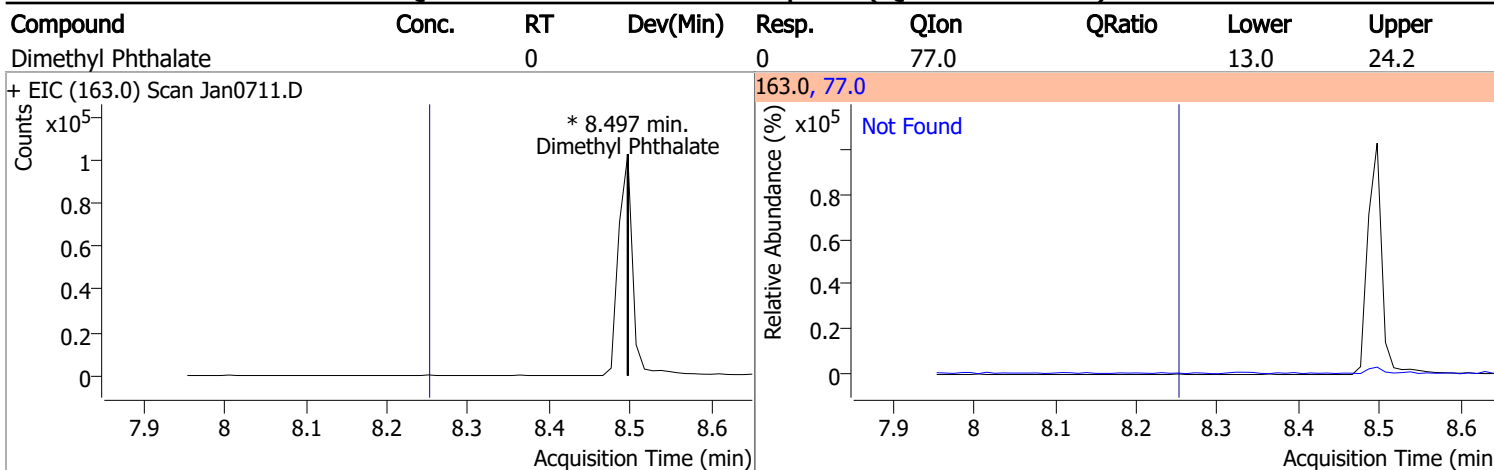 Compound Conc. RT Dev(Min) Resp. QIon QRatio Lower Upper
Dimethyl Phthalate 0 0 77.0 13.0 24.2
+ EIC (163.0) Scan Jan0711.D
Counts
x10^5
* 8.497 min.
Dimethyl Phthalate
1
0.8
0.6
0.4
0.2
0
7.9 8 8.1 8.2 8.3 8.4 8.5 8.6
Acquisition Time (min)
163.0, 77.0
Relative Abundance (%)
x10^5
Not Found
0.8
0.6
0.4
0.2
0
7.9 8 8.1 8.2 8.3 8.4 8.5 8.6
Acquisition Time (min